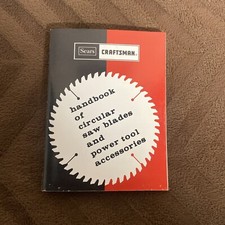 Sears
CRAFTSMAN
handbook
of
circular
saw blades
and
power tool
accessories